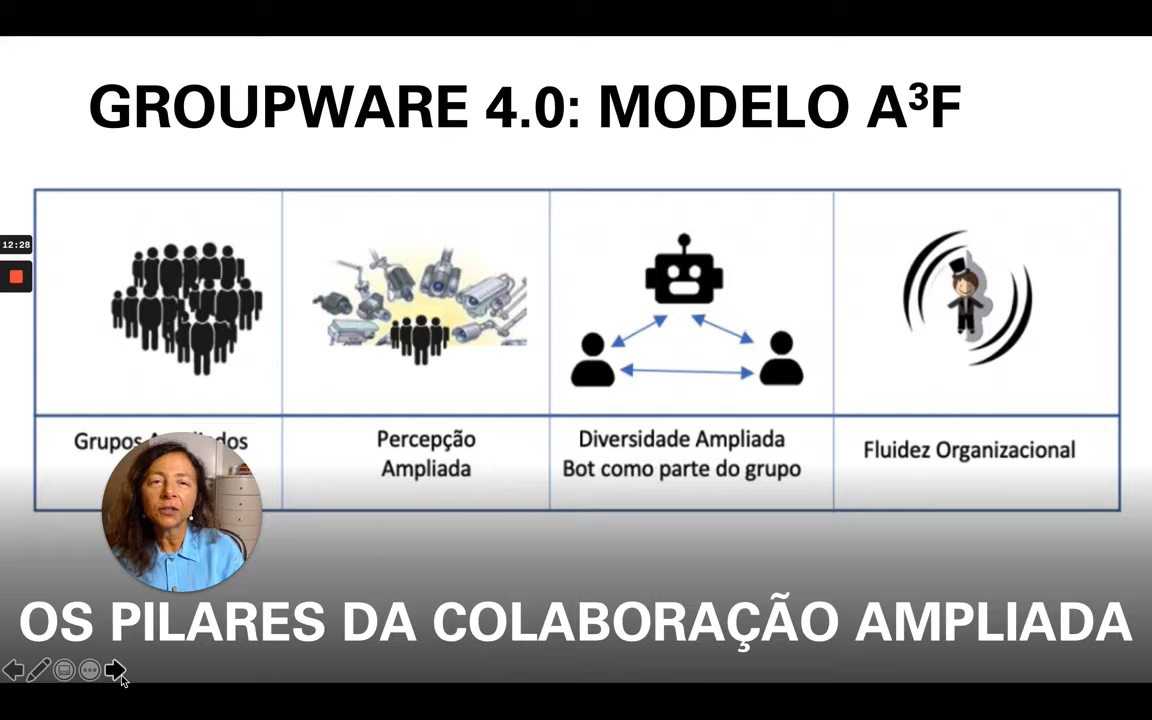 GROUPWARE 4.0: MODELO A³F
12:28
Grupos
Percepção
Ampliada
Diversidade Ampliada
Bot como parte do grupo
Fluidez Organizacional
OS PILARES DA COLABORAÇÃO AMPLIADA